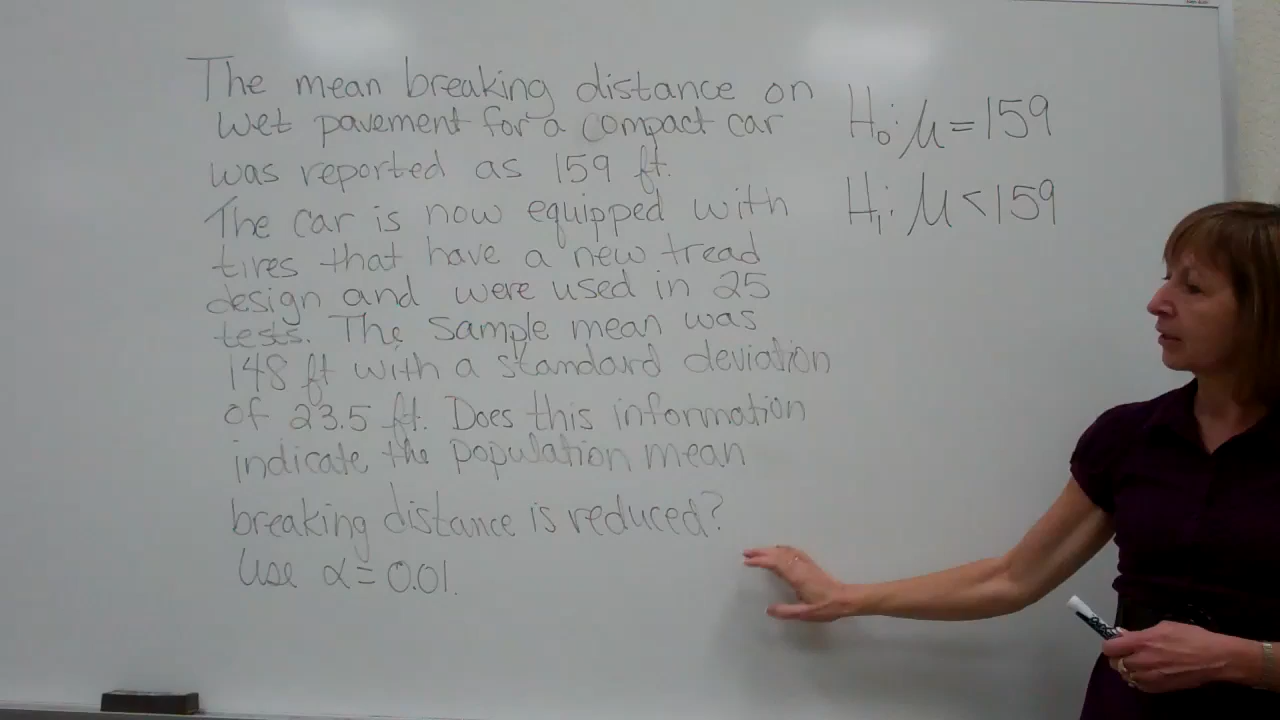 The mean breaking distance on
wet pavement for a compact car
was reported as 159 ft.
The car is now equipped with
tires that have a new tread
design and were used in 25
tests. The sample mean was
148 ft with a standard deviation
of 23.5 ft. Does this information
indicate the population mean
breaking distance is reduced?
Use α = 0.01.
H₀: μ = 159
H₁: μ < 159